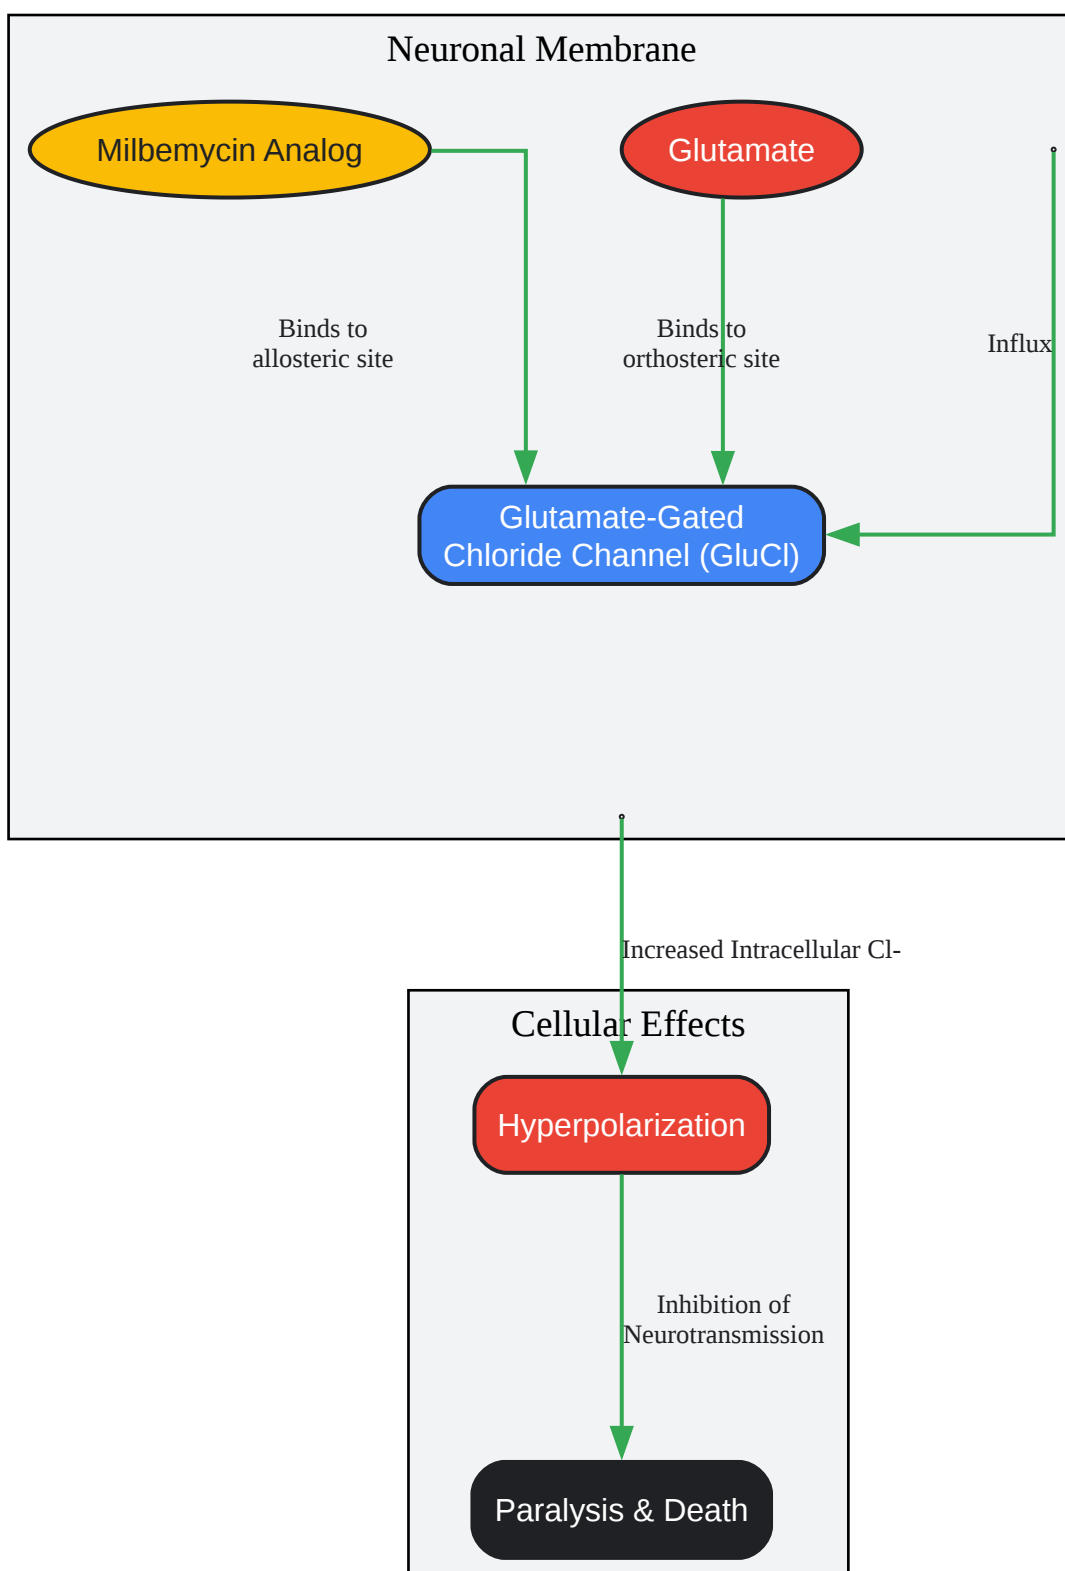 Neuronal Membrane
Milbemycin Analog
Glutamate
Binds to
allosteric site
Binds to
orthosteric site
Influx
Glutamate-Gated
Chloride Channel (GluCl)
Increased Intracellular Cl-
Cellular Effects
Hyperpolarization
Inhibition of
Neurotransmission
Paralysis & Death